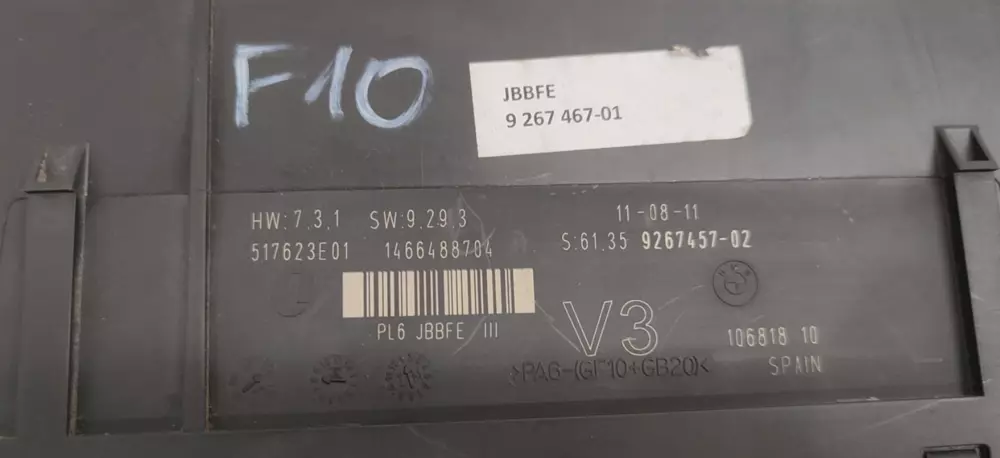 F10
JBBFE
9 267 467-01
HW:7.3.1 SW:9.29.3
11-08-11
517623E01 1466488704
S:61.35 9267457-02
V3
PL6 JBBFE III
106818 10
>PA6-(GF10+GB20)<
SPAIN